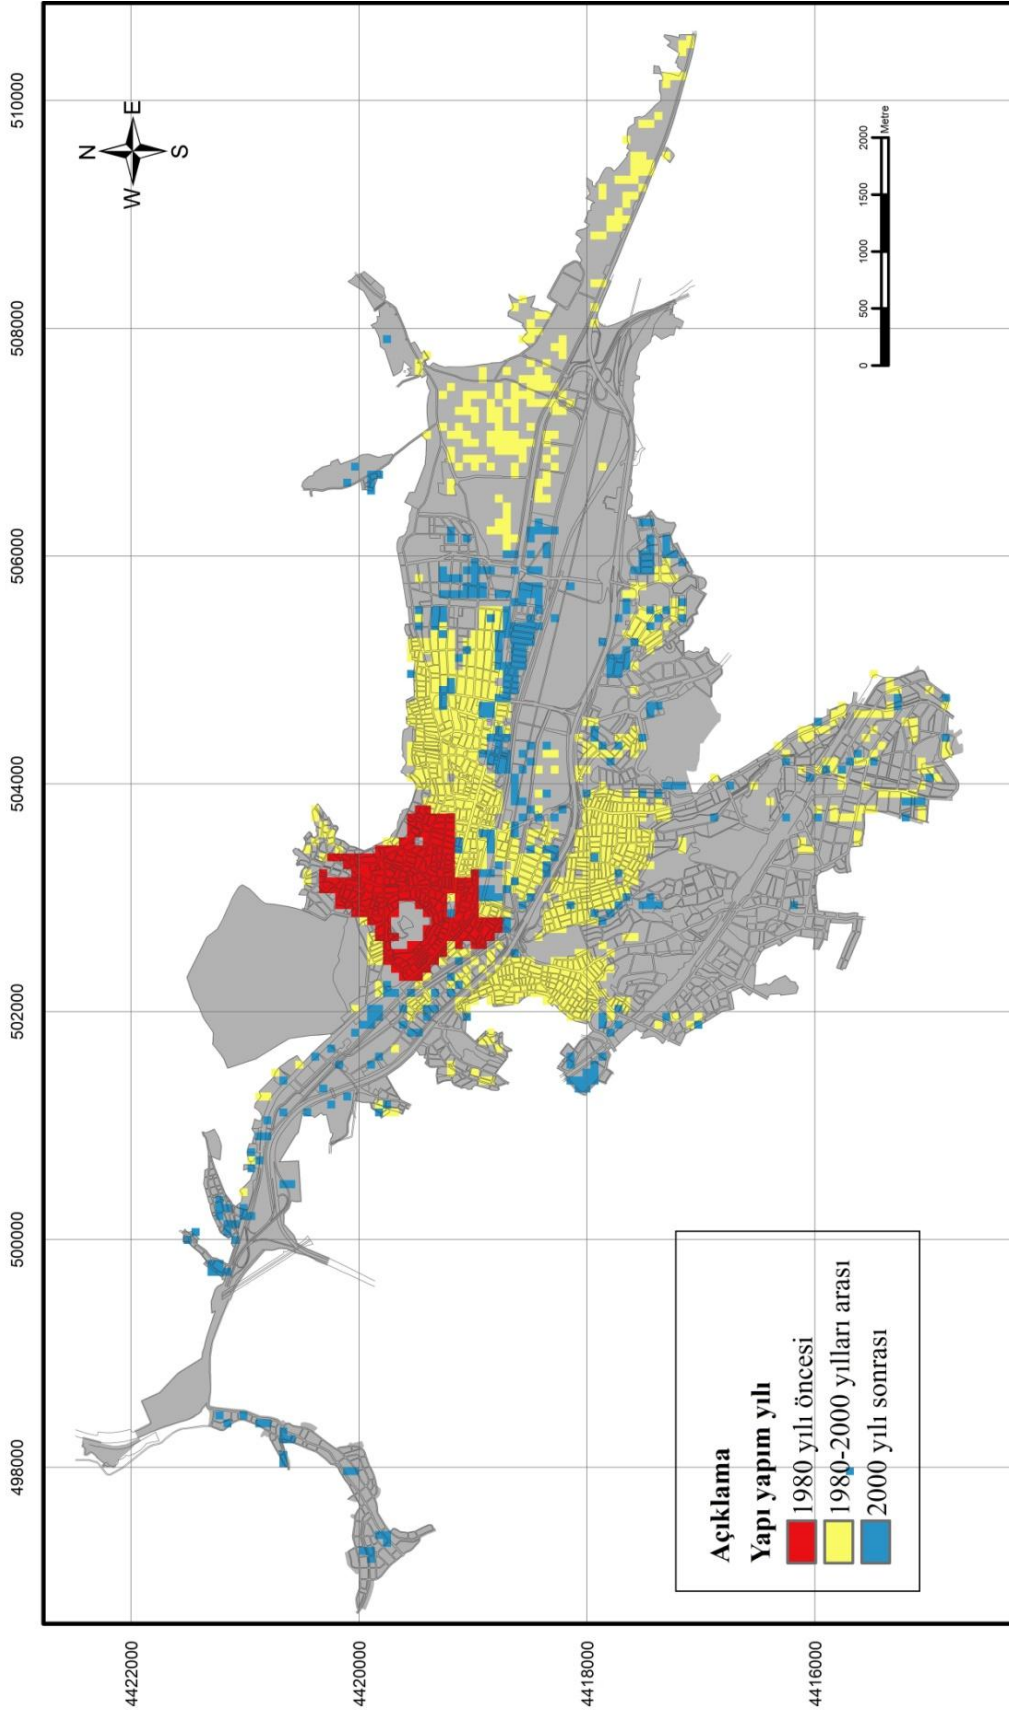 498000
500000
502000
504000
506000
508000
510000
4422000
4420000
4418000
4416000
N
W
E
S
0
500
1000
1500
2000
Metre
Açıklama
Yapı yapım yılı
1980 yılı öncesi
1980-2000 yılları arası
2000 yılı sonrası